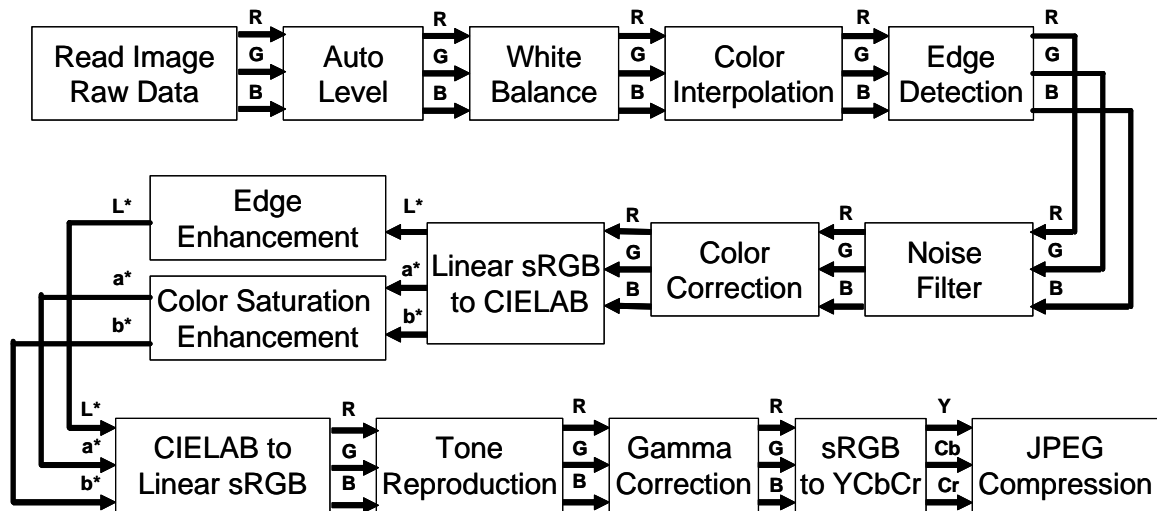 R R R R R
Read Image Auto White Color Edge
G G G G G
Raw Data Level Balance Interpolation Detection
B B B B B
L* Edge L* R R R
Enhancement
Linear sRGB Color Noise
a* Color Saturation a* G G G
to CIELAB Correction Filter
b* Enhancement b* B B B
L* R R R Y
CIELAB to Tone Gamma sRGB JPEG
a* G G G Cb
Linear sRGB Reproduction Correction to YCbCr Compression
b* B B B Cr